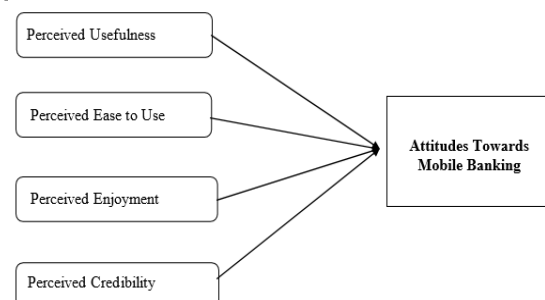 Perceived Usefulness
Perceived Ease to Use
Attitudes Towards
Mobile Banking
Perceived Enjoyment
Perceived Credibility